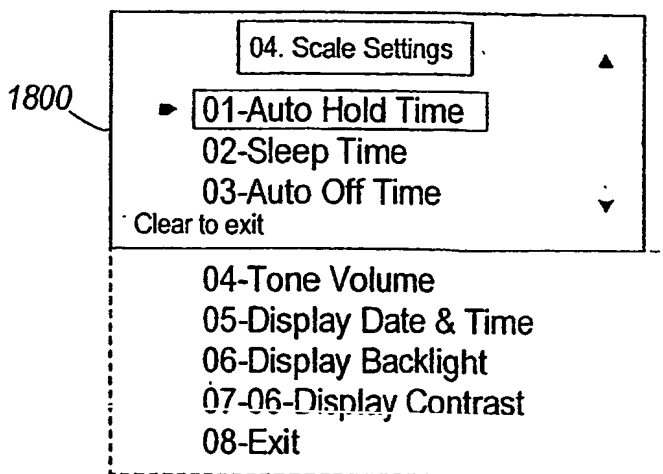 04. Scale Settings
1800
01-Auto Hold Time
02-Sleep Time
03-Auto Off Time
Clear to exit
04-Tone Volume
05-Display Date & Time
06-Display Backlight
07-06-Display Contrast
08-Exit